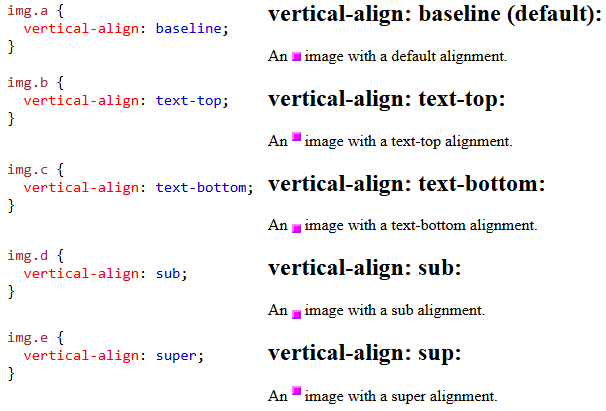 img.a {
  vertical-align: baseline;
}
vertical-align: baseline (default):
An image with a default alignment.
img.b {
  vertical-align: text-top;
}
vertical-align: text-top:
An image with a text-top alignment.
img.c {
  vertical-align: text-bottom;
}
vertical-align: text-bottom:
An image with a text-bottom alignment.
img.d {
  vertical-align: sub;
}
vertical-align: sub:
An image with a sub alignment.
img.e {
  vertical-align: super;
}
vertical-align: sup:
An image with a super alignment.